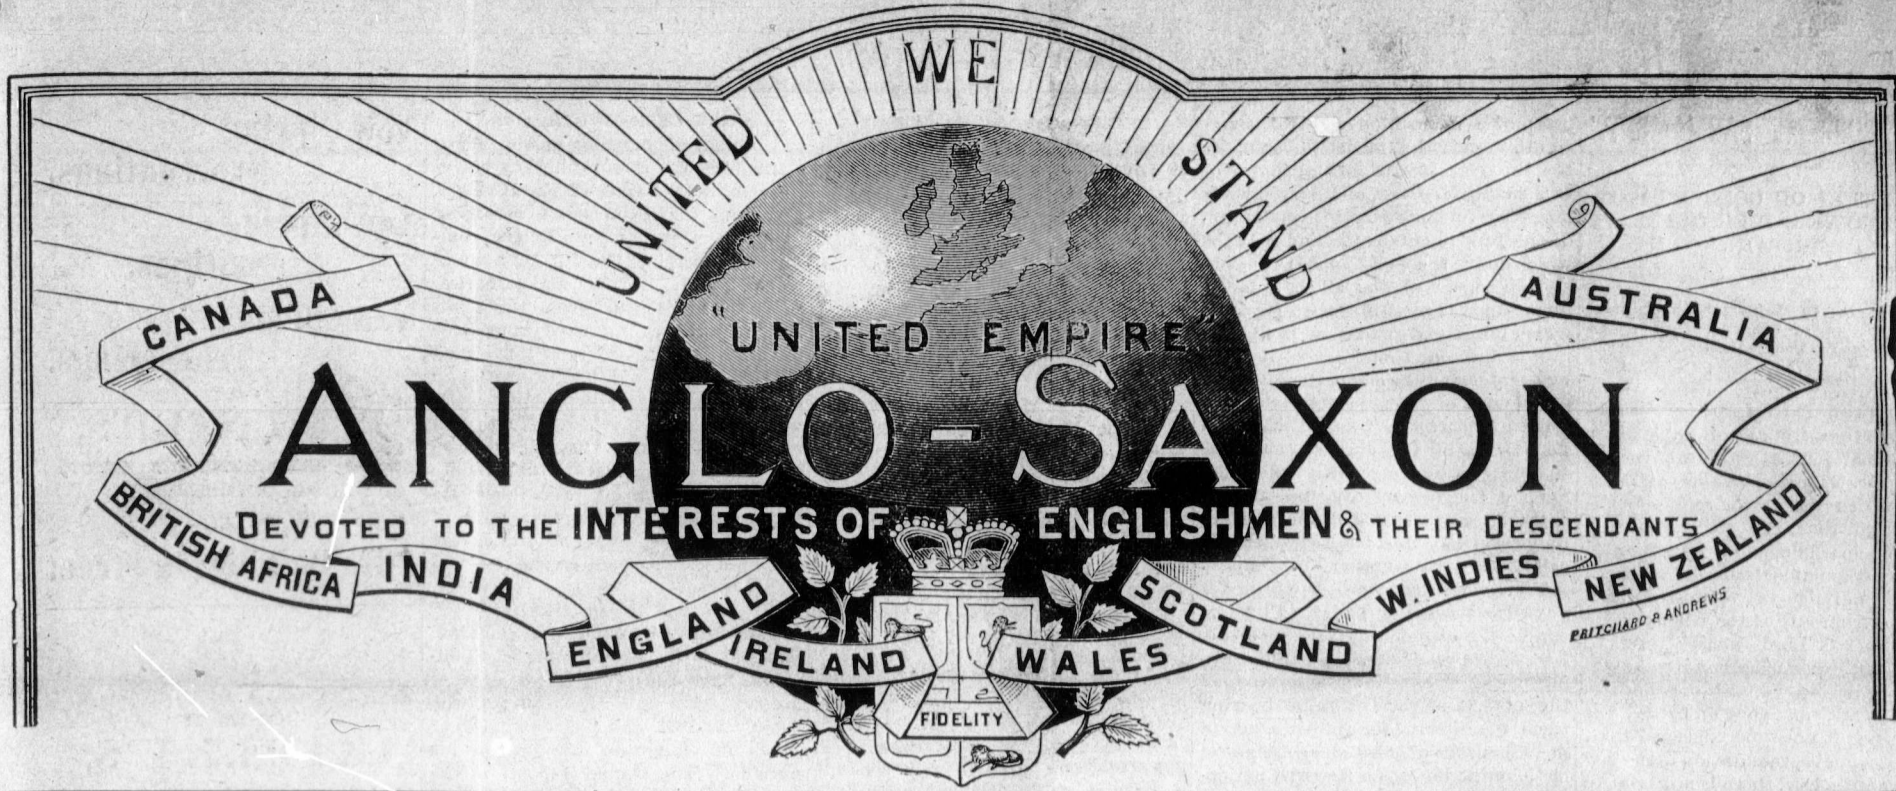 UNITED WE STAND
"UNITED EMPIRE"
CANADA
AUSTRALIA
ANGLO-SAXON
DEVOTED TO THE INTERESTS OF ENGLISHMEN & THEIR DESCENDANTS
BRITISH AFRICA
INDIA
ENGLAND
IRELAND
WALES
SCOTLAND
W. INDIES
NEW ZEALAND
PRITCHARD & ANDREWS
FIDELITY